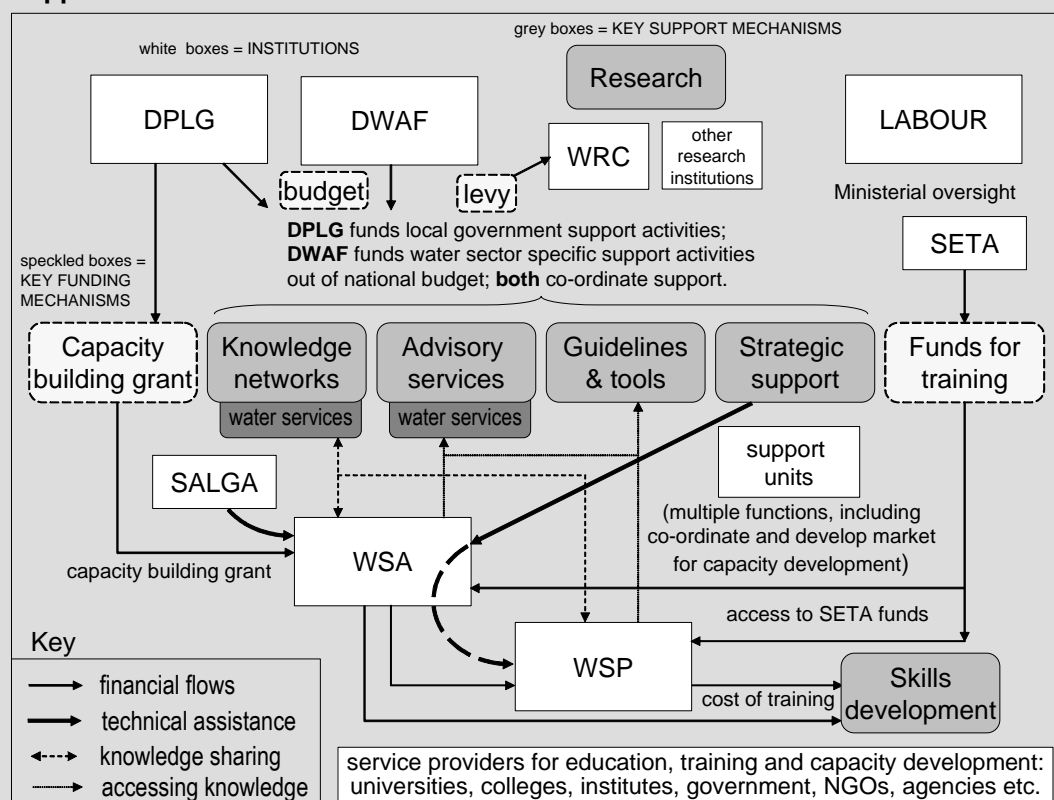 white boxes = INSTITUTIONS
grey boxes = KEY SUPPORT MECHANISMS
Research
DPLG
DWAF
LABOUR
WRC
other
research
institutions
budget
levy
Ministerial oversight
DPLG funds local government support activities;
DWAF funds water sector specific support activities
out of national budget; both co-ordinate support.
SETA
speckled boxes =
KEY FUNDING
MECHANISMS
Capacity
building grant
Knowledge
networks
water services
Advisory
services
water services
Guidelines
& tools
Strategic
support
Funds for
training
SALGA
support
units
(multiple functions, including
co-ordinate and develop market
for capacity development)
WSA
capacity building grant
access to SETA funds
WSP
cost of training
Skills
development
Key
financial flows
technical assistance
knowledge sharing
accessing knowledge
service providers for education, training and capacity development:
universities, colleges, institutes, government, NGOs, agencies etc.